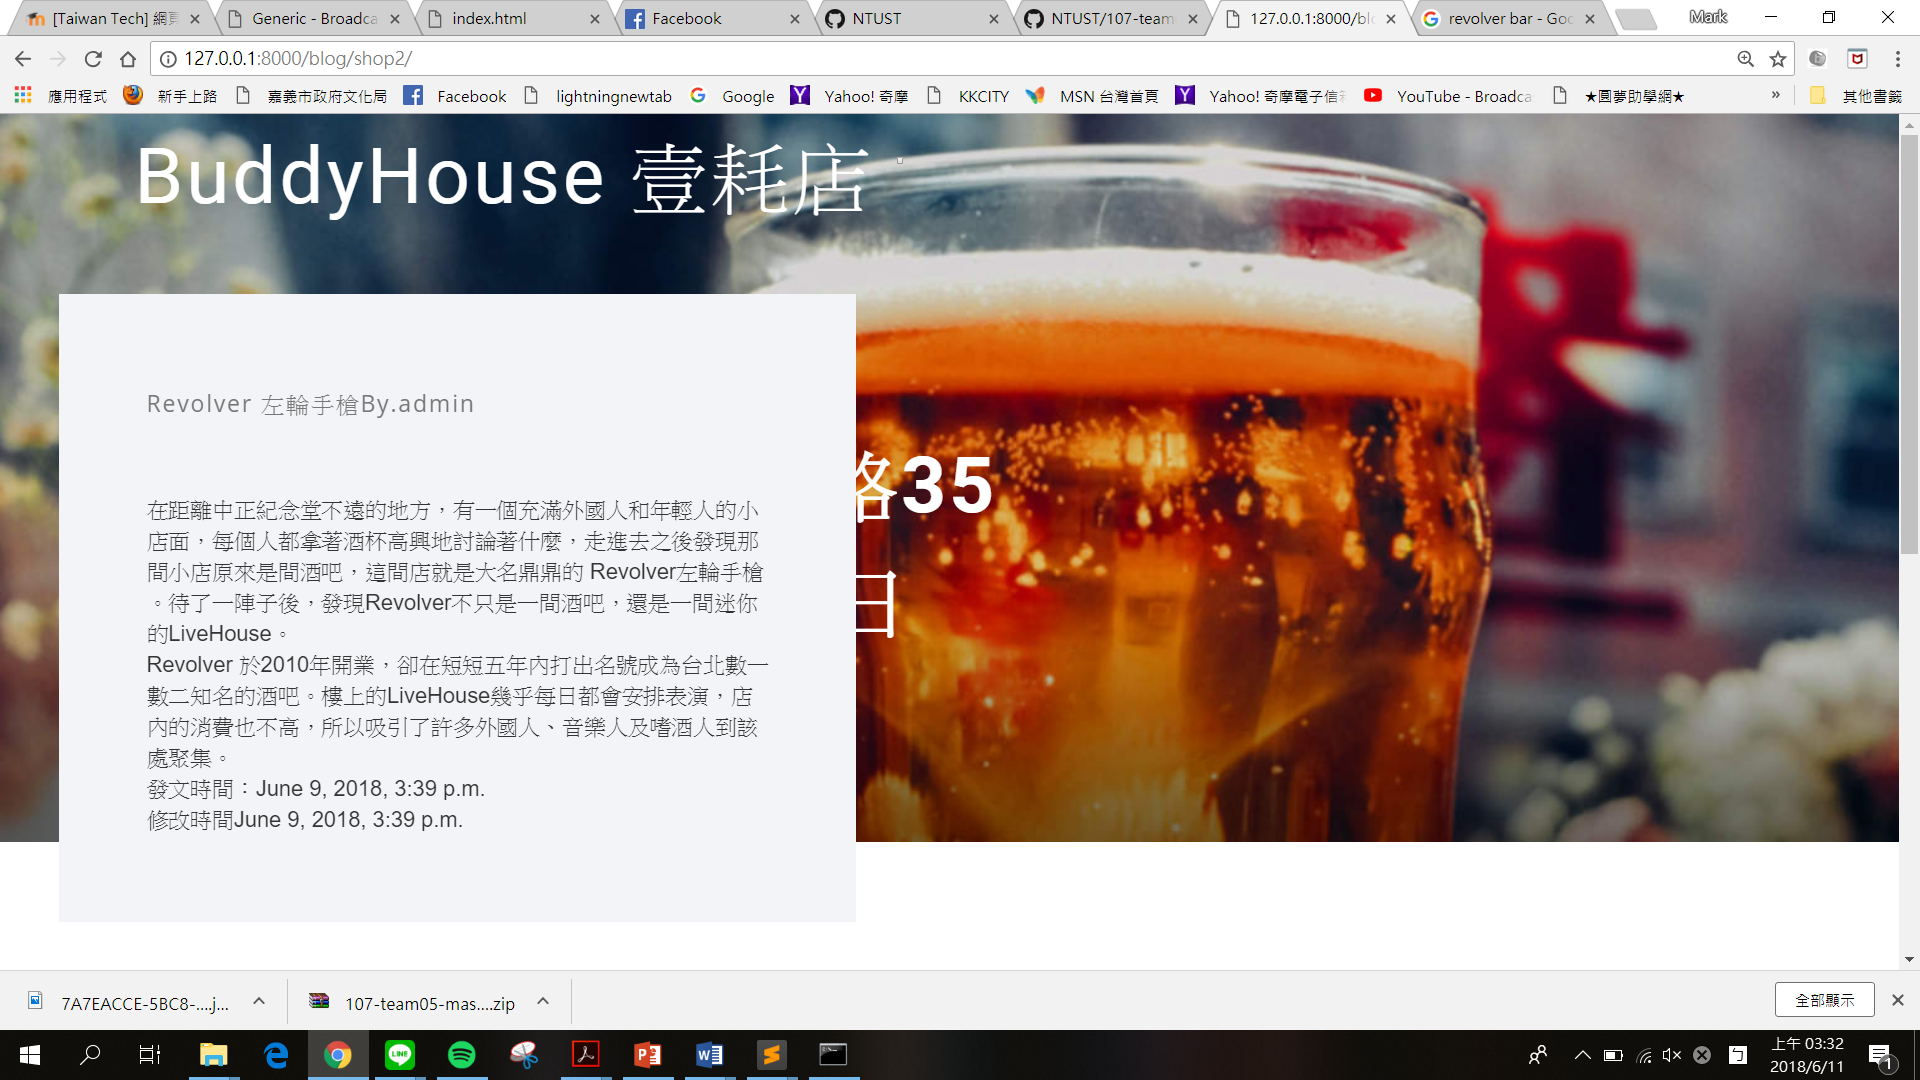 [Taiwan Tech] 網頁
Generic - Broadca
index.html
Facebook
NTUST
NTUST/107-team
127.0.0.1:8000/bl
revolver bar - Goo
Mark
127.0.0.1:8000/blog/shop2/
應用程式
新手上路
嘉義市政府文化局
Facebook
lightningnewtab
Google
Yahoo! 奇摩
KKCITY
MSN 台灣首頁
Yahoo! 奇摩電子信
YouTube - Broadca
★圓夢助學網★
»
其他書籤
BuddyHouse 壹耗店
路35
日
Revolver 左輪手槍By.admin
在距離中正紀念堂不遠的地方，有一個充滿外國人和年輕人的小
店面，每個人都拿著酒杯高興地討論著什麼，走進去之後發現那
間小店原來是間酒吧，這間店就是大名鼎鼎的 Revolver左輪手槍
。待了一陣子後，發現Revolver不只是一間酒吧，還是一間迷你
的LiveHouse。
Revolver 於2010年開業，卻在短短五年內打出名號成為台北數一
數二知名的酒吧。樓上的LiveHouse幾乎每日都會安排表演，店
內的消費也不高，所以吸引了許多外國人、音樂人及嗜酒人到該
處聚集。
發文時間：June 9, 2018, 3:39 p.m.
修改時間June 9, 2018, 3:39 p.m.
7A7EACCE-5BC8-....j...
107-team05-mas....zip
全部顯示
上午 03:32
2018/6/11
1